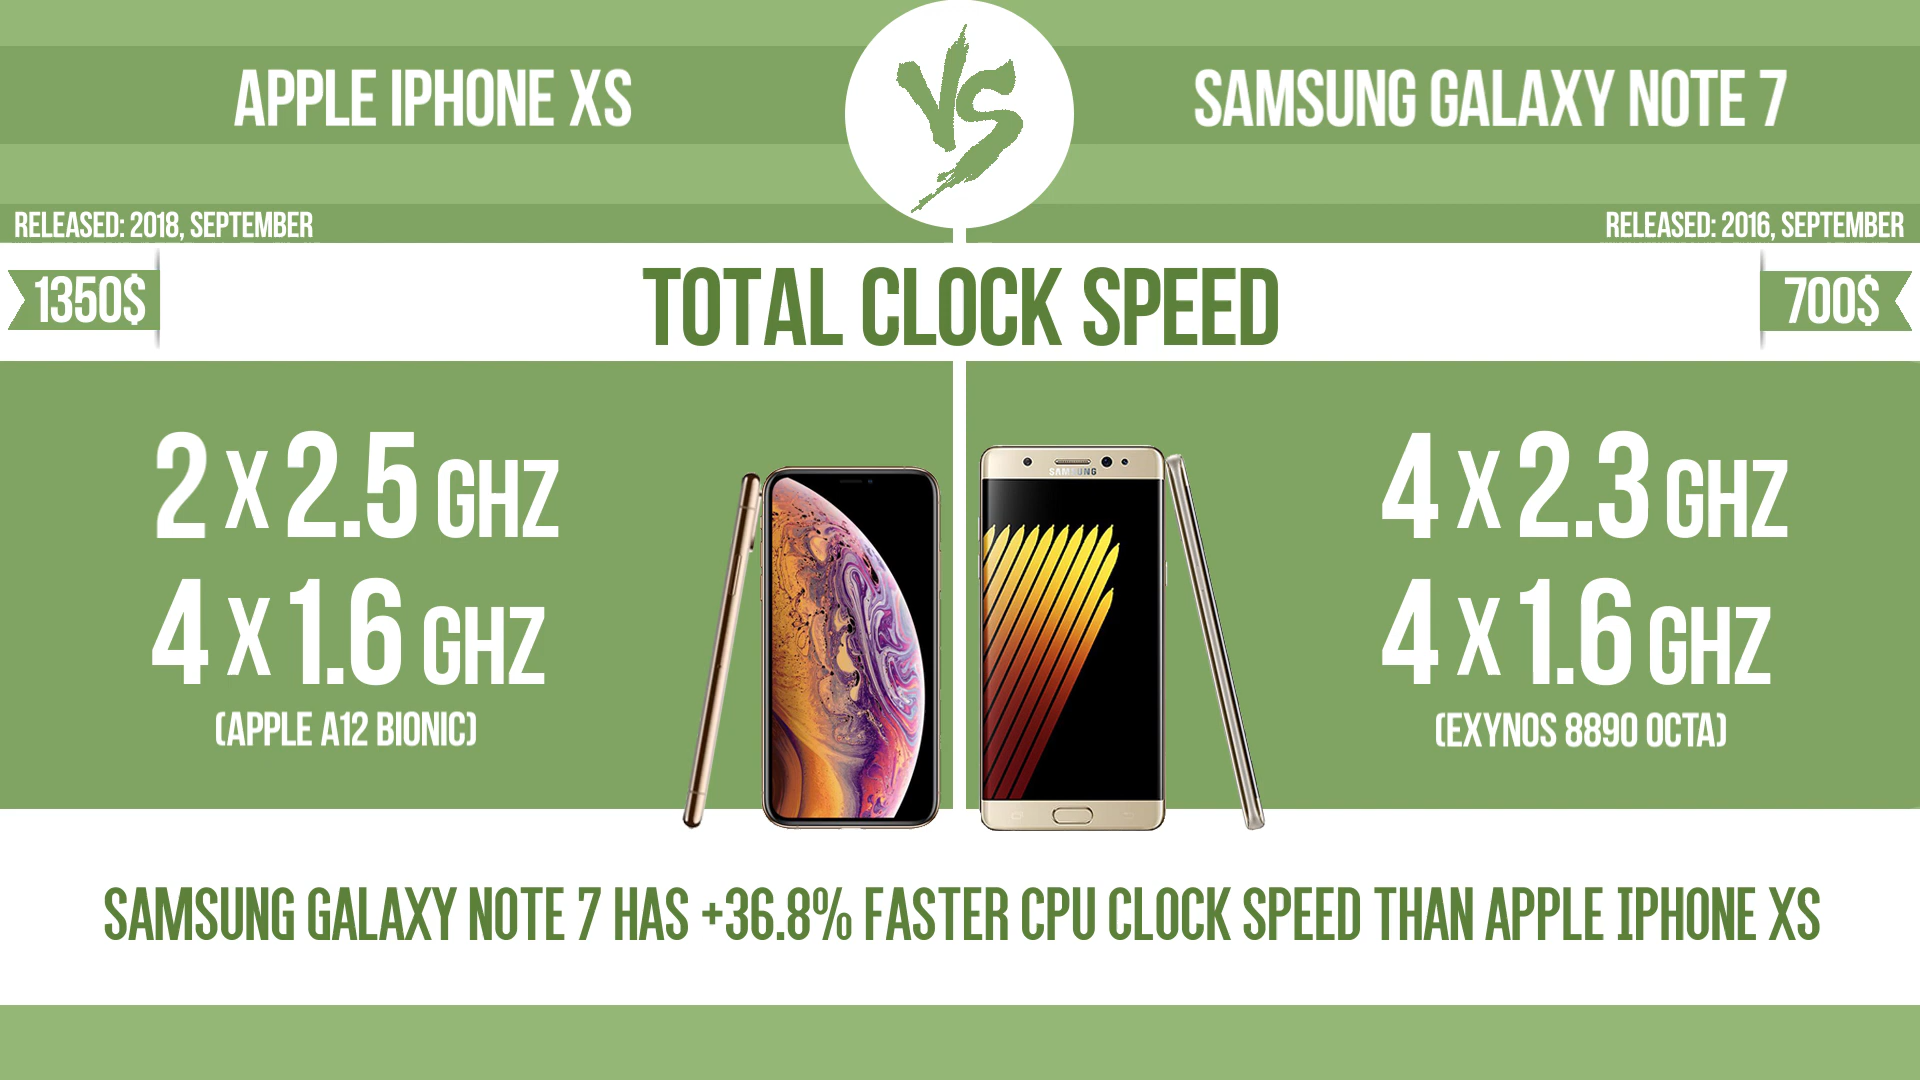 APPLE IPHONE XS
VS
SAMSUNG GALAXY NOTE 7
RELEASED: 2018, SEPTEMBER
RELEASED: 2016, SEPTEMBER
1350$
TOTAL CLOCK SPEED
700$
2 X 2.5 GHZ
4 X 1.6 GHZ
(APPLE A12 BIONIC)
SAMSUNG
4 X 2.3 GHZ
4 X 1.6 GHZ
(EXYNOS 8890 OCTA)
SAMSUNG GALAXY NOTE 7 HAS +36.8% FASTER CPU CLOCK SPEED THAN APPLE IPHONE XS